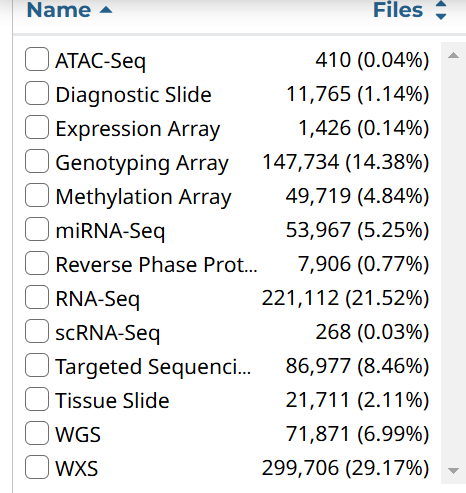 Name Files
ATAC-Seq 410 (0.04%)
Diagnostic Slide 11,765 (1.14%)
Expression Array 1,426 (0.14%)
Genotyping Array 147,734 (14.38%)
Methylation Array 49,719 (4.84%)
miRNA-Seq 53,967 (5.25%)
Reverse Phase Prot... 7,906 (0.77%)
RNA-Seq 221,112 (21.52%)
scRNA-Seq 268 (0.03%)
Targeted Sequenci... 86,977 (8.46%)
Tissue Slide 21,711 (2.11%)
WGS 71,871 (6.99%)
WXS 299,706 (29.17%)